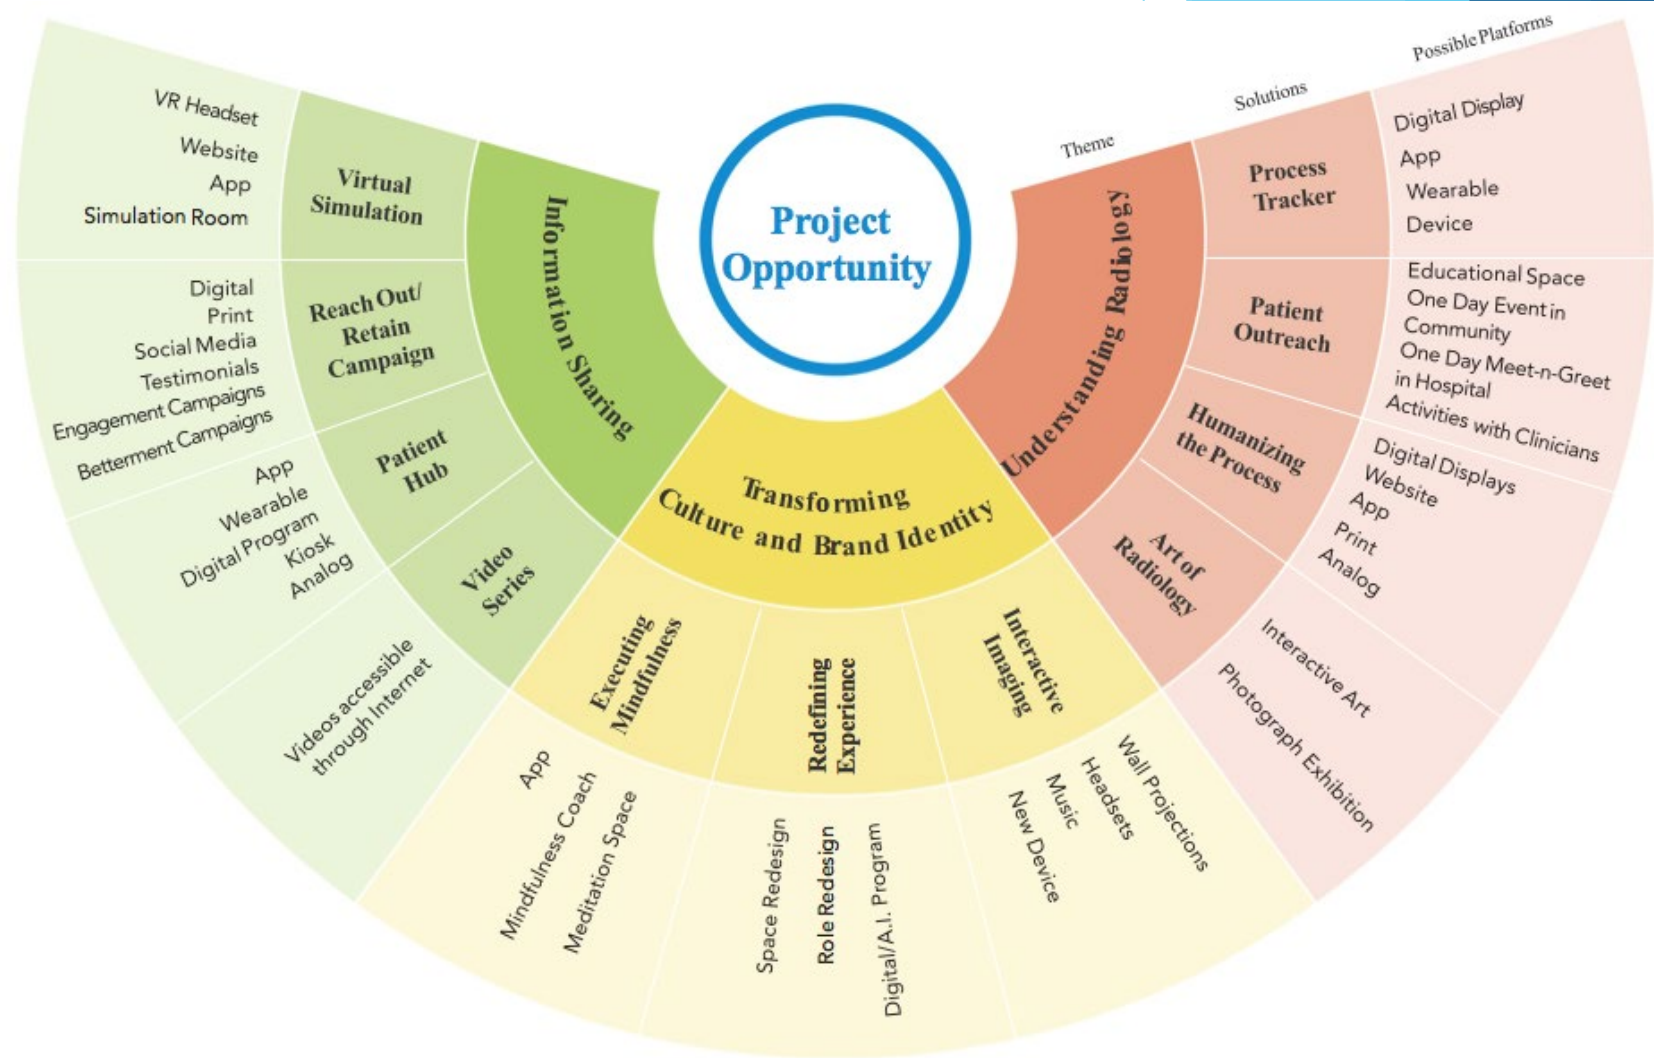 Project
Opportunity
Theme
Solutions
Possible Platforms
Information Sharing
Virtual
Simulation
VR Headset
Website
App
Simulation Room
Reach Out/
Retain
Campaign
Digital
Print
Social Media
Testimonials
Engagement Campaigns
Betterment Campaigns
Patient
Hub
App
Wearable
Digital Program
Kiosk
Analog
Video
Series
Videos accessible
through Internet
Transforming
Culture and Brand Identity
Executing
Mindfulness
App
Mindfulness Coach
Meditation Space
Redefining
Experience
Space Redesign
Role Redesign
Digital/A.I. Program
Interactive
Imaging
Wall Projections
Headsets
Music
New Device
Understanding Radiology
Process
Tracker
Digital Display
App
Wearable
Device
Patient
Outreach
Educational Space
One Day Event in
Community
One Day Meet-n-Greet
in Hospital
Activities with Clinicians
Humanizing
the Process
Digital Displays
Website
App
Print
Analog
Art of
Radiology
Interactive Art
Photograph Exhibition